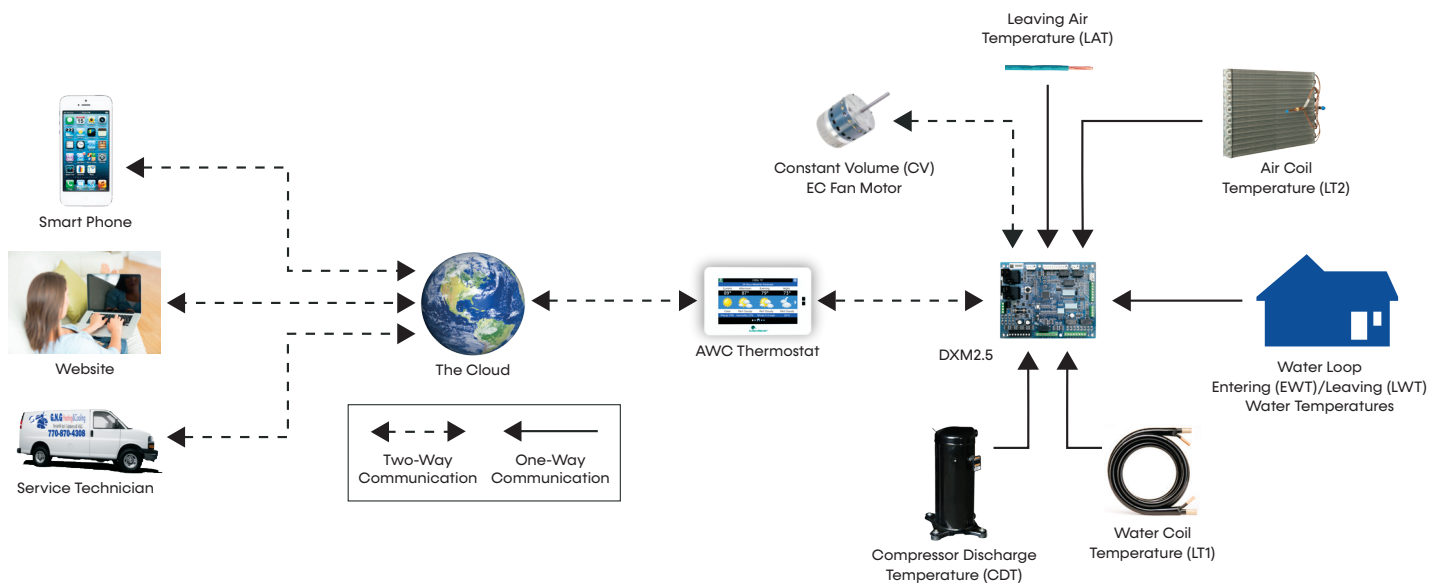 Leaving Air
Temperature (LAT)
Constant Volume (CV)
EC Fan Motor
Air Coil
Temperature (LT2)
Smart Phone
Website
G.N.G Heating&Cooling
770-870-4308
Service Technician
The Cloud
AWC Thermostat
DXM2.5
Water Loop
Entering (EWT)/Leaving (LWT)
Water Temperatures
Two-Way
Communication
One-Way
Communication
Compressor Discharge
Temperature (CDT)
Water Coil
Temperature (LT1)